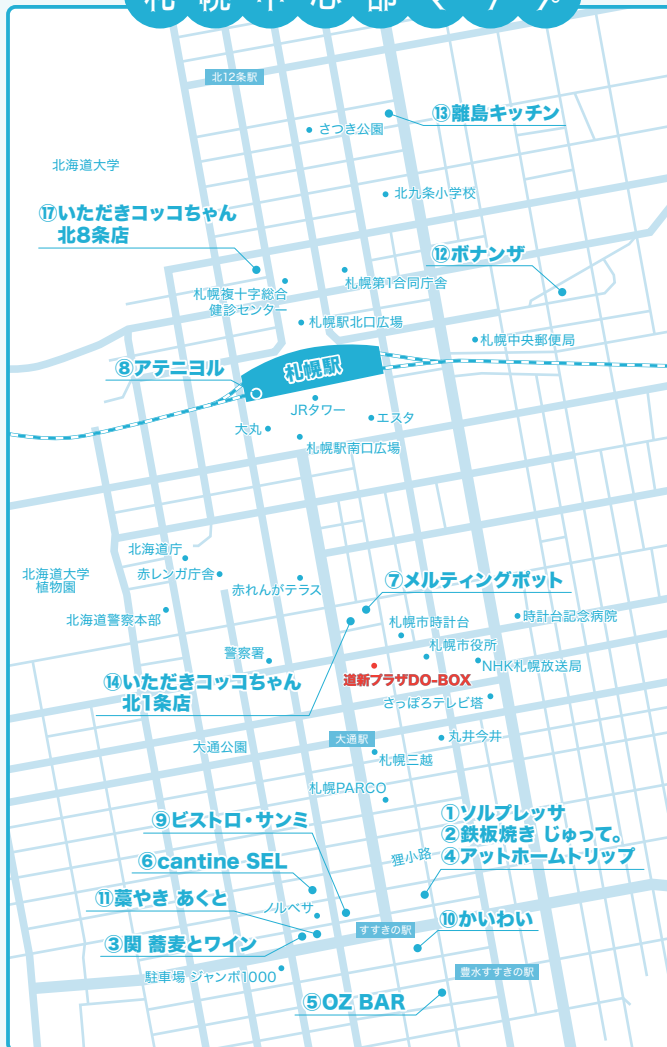 札幌中心部マップ
北12条駅
⑬離島キッチン
さつき公園
北海道大学
北九条小学校
⑰いただきコッコちゃん
北8条店
⑫ボナンザ
札幌第1合同庁舎
札幌複十字総合
健診センター
札幌駅北口広場
札幌中央郵便局
⑧アテニヨル
札幌駅
JRタワー
エスタ
大丸
札幌駅南口広場
北海道庁
北海道大学
植物園
赤レンガ庁舎
赤れんがテラス
⑦メルティングポット
北海道警察本部
札幌市時計台
時計台記念病院
札幌市役所
警察署
NHK札幌放送局
⑭いただきコッコちゃん
北1条店
道新プラザDO-BOX
さっぽろテレビ塔
大通公園
大通駅
丸井今井
札幌三越
札幌PARCO
⑨ビストロ・サンミ
①ソルプレッサ
②鉄板焼き じゅって。
④アットホームトリップ
狸小路
⑥cantine SEL
⑪藁やき あくと
ノルベサ
⑩かいわい
すすきの駅
③関 蕎麦とワイン
駐車場 ジャンボ1000
豊水すすきの駅
⑤OZ BAR